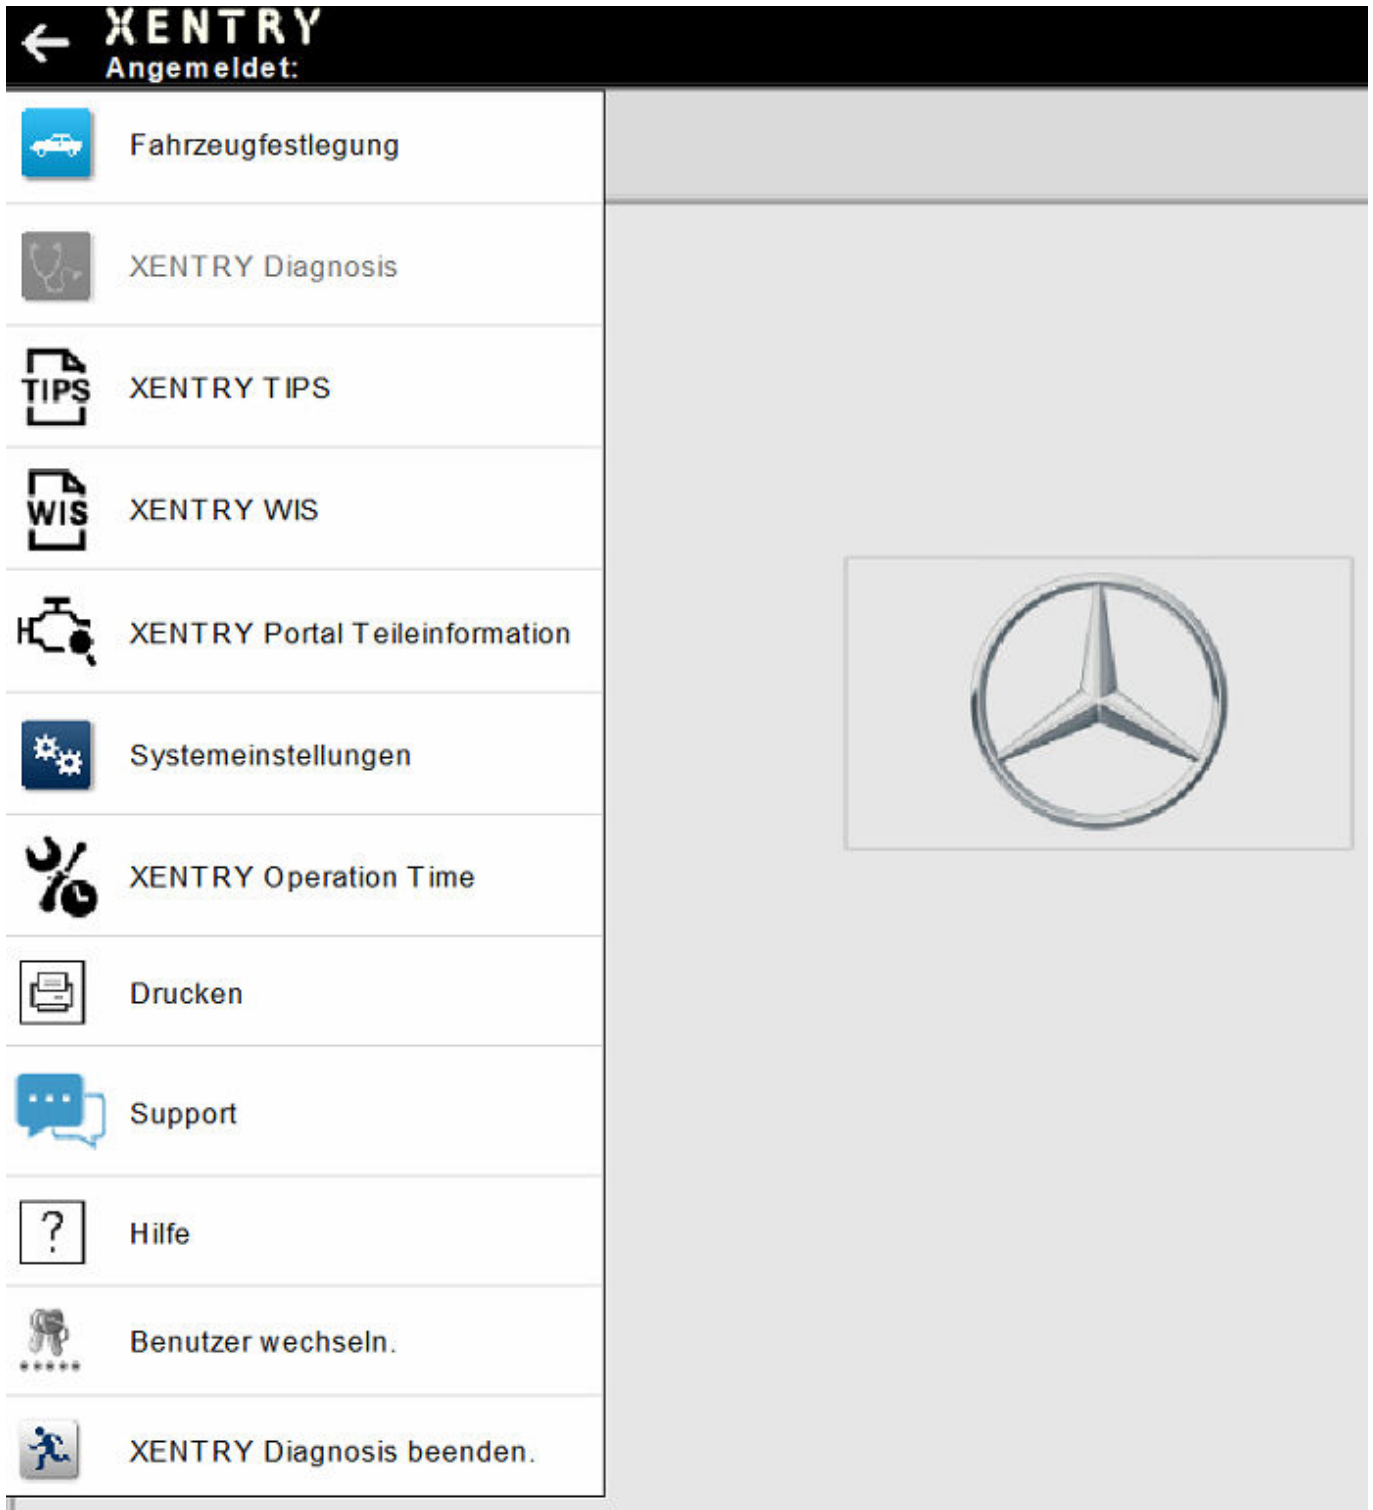 XENTRY
Angemeldet:
Fahrzeugfestlegung
XENTRY Diagnosis
TIPS
XENTRY TIPS
WIS
XENTRY WIS
XENTRY Portal Teileinformation
Systemeinstellungen
XENTRY Operation Time
Drucken
Support
?
Hilfe
Benutzer wechseln.
XENTRY Diagnosis beenden.